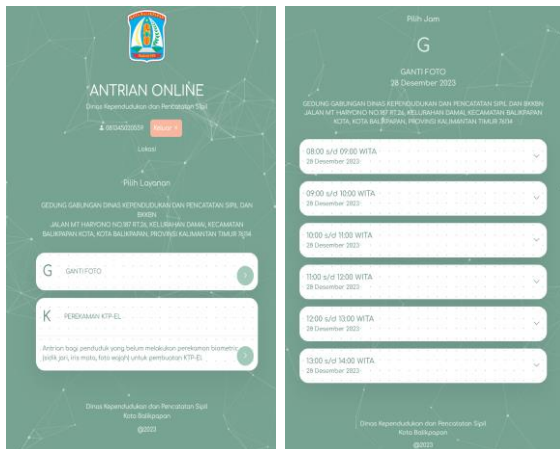 ANTRIAN ONLINE
Dinas Kependudukan dan Pencatatan Sipil
Keluar
Lokasi
Pilih Layanan
GEDUNG GABUNGAN DINAS KEPENDUDUKAN DAN PENCATATAN SIPIL DAN
BKKBN
JALAN MT HARYONO NO.187 RT.26, KELURAHAN DAMAI, KECAMATAN
BALIKPAPAN KOTA, KOTA BALIKPAPAN, PROVINSI KALIMANTAN TIMUR 76114
G GANTI FOTO
K PEREKAMAN KTP-EL
Antrian bagi penduduk yang belum melakukan perekaman biometric
(sidik jari, iris mata, foto wajah) untuk pembuatan KTP-El
Dinas Kependudukan dan Pencatatan Sipil
Kota Balikpapan
@2023
Pilih Jam
G
GANTI FOTO
28 Desember 2023
GEDUNG GABUNGAN DINAS KEPENDUDUKAN DAN PENCATATAN SIPIL DAN BKKBN
JALAN MT HARYONO NO.187 RT.26, KELURAHAN DAMAI, KECAMATAN BALIKPAPAN
KOTA, KOTA BALIKPAPAN, PROVINSI KALIMANTAN TIMUR 76114
08:00 s/d 09:00 WITA
28 Desember 2023
09:00 s/d 10:00 WITA
28 Desember 2023
10:00 s/d 11:00 WITA
28 Desember 2023
11:00 s/d 12:00 WITA
28 Desember 2023
12:00 s/d 13:00 WITA
28 Desember 2023
13:00 s/d 14:00 WITA
28 Desember 2023
Dinas Kependudukan dan Pencatatan Sipil
Kota Balikpapan
@2023